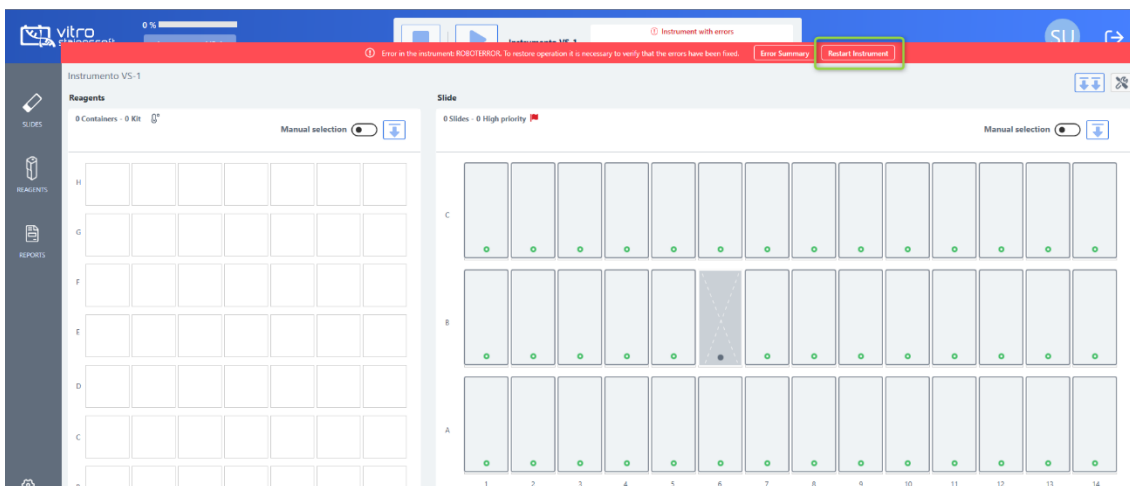 vitro
0 %
Instrument with errors
SU
Error in the instrument: ROBOTERROR. To restore operation it is necessary to verify that the errors have been fixed.
Error Summary
Restart Instrument
Instrumento VS-1
Reagents
Slide
0 Containers - 0 Kit
Manual selection
0 Slides - 0 High priority
Manual selection
SLIDES
REAGENTS
REPORTS
H
G
F
E
D
C
C
B
A
1 2 3 4 5 6 7 8 9 10 11 12 13 14